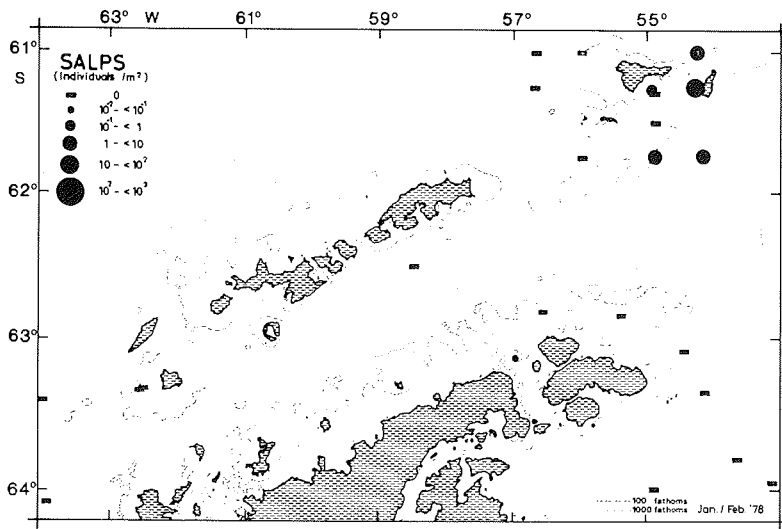 63° W 61° 59° 57° 55°
61°
S
SALPS
(individuals /m²)
0
10⁻² - <10⁻¹
10⁻¹ - < 1
1 - <10
10 - <10²
10² - <10³
62°
63°
64°
100 fathoms
1000 fathoms
Jan. / Feb. '78